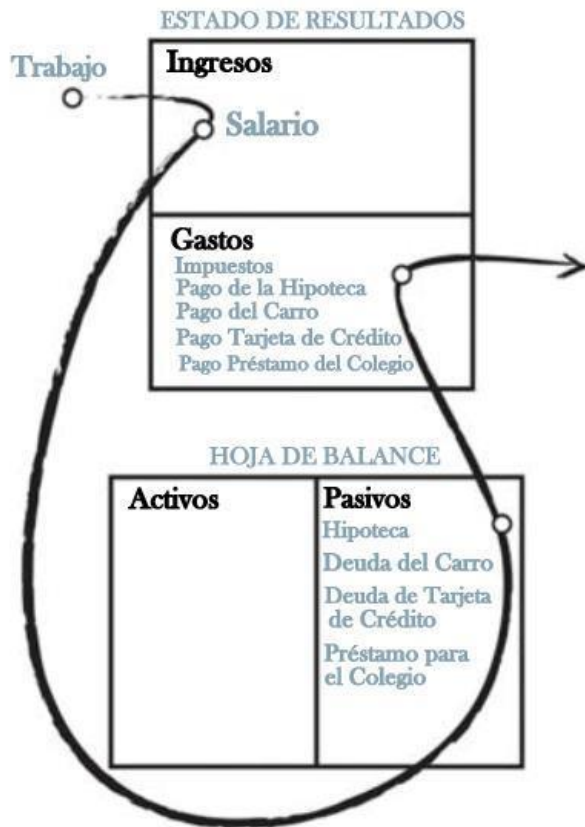 ESTADO DE RESULTADOS
Trabajo
Ingresos
Salario
Gastos
Impuestos
Pago de la Hipoteca
Pago del Carro
Pago Tarjeta de Crédito
Pago Préstamo del Colegio
HOJA DE BALANCE
Activos
Pasivos
Hipoteca
Deuda del Carro
Deuda de Tarjeta
de Crédito
Préstamo para
el Colegio